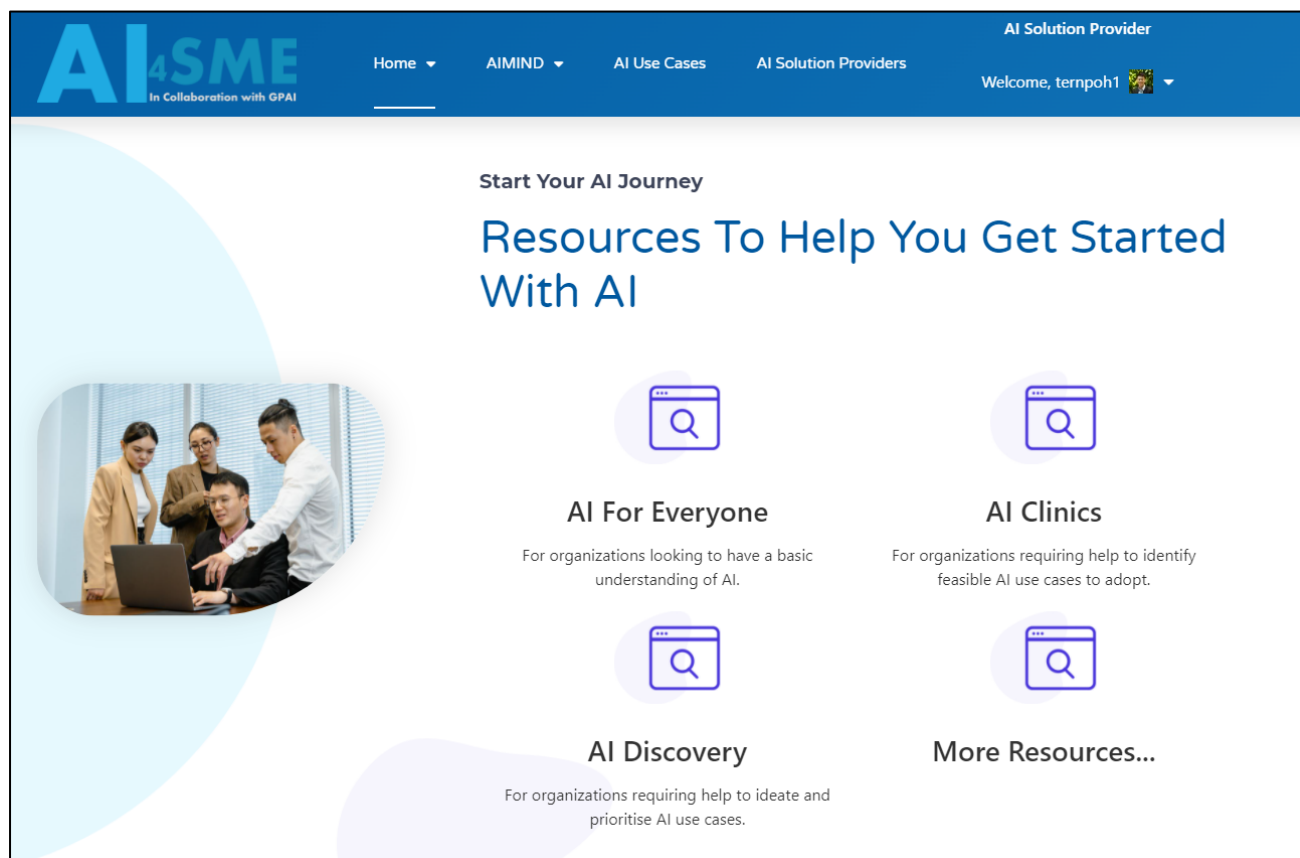 AI4SME
In Collaboration with GPAI
Home
AIMIND
AI Use Cases
AI Solution Providers
AI Solution Provider
Welcome, ternpoh1
Start Your AI Journey
Resources To Help You Get Started
With AI
AI For Everyone
For organizations looking to have a basic
understanding of AI.
AI Clinics
For organizations requiring help to identify
feasible AI use cases to adopt.
AI Discovery
For organizations requiring help to ideate and
prioritise AI use cases.
More Resources...